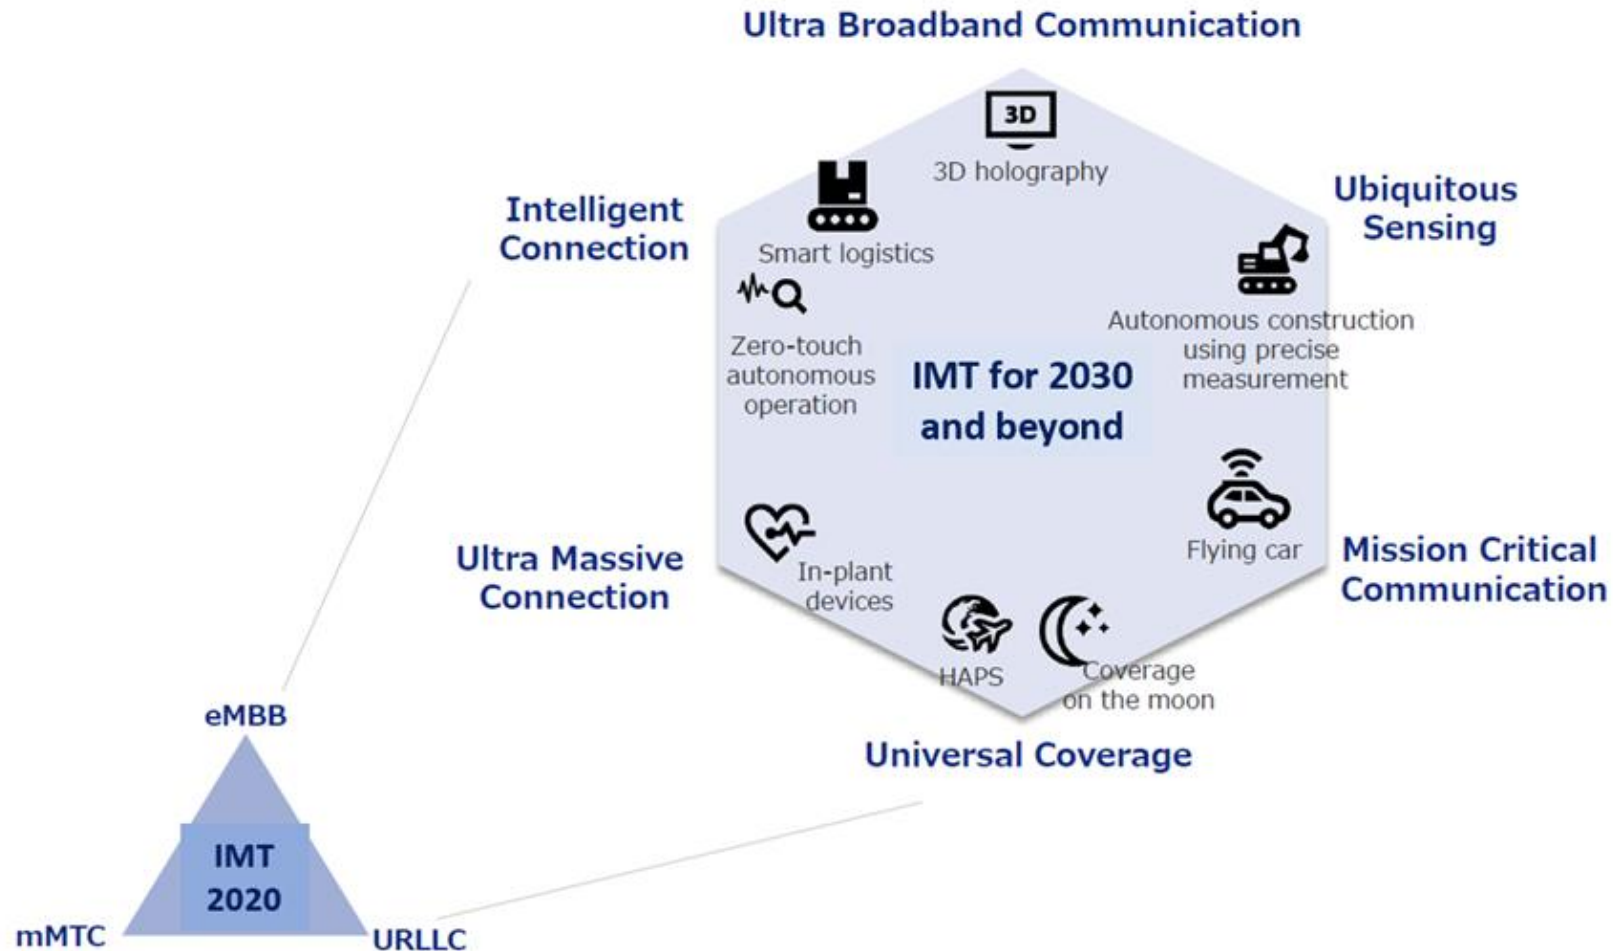 Ultra Broadband Communication
3D
3D holography
Intelligent
Connection
Ubiquitous
Sensing
Smart logistics
Zero-touch
autonomous
operation
Autonomous construction
using precise
measurement
IMT for 2030
and beyond
Ultra Massive
Connection
In-plant
devices
Flying car
Mission Critical
Communication
HAPS
Coverage
on the moon
Universal Coverage
eMBB
IMT
2020
mMTC
URLLC